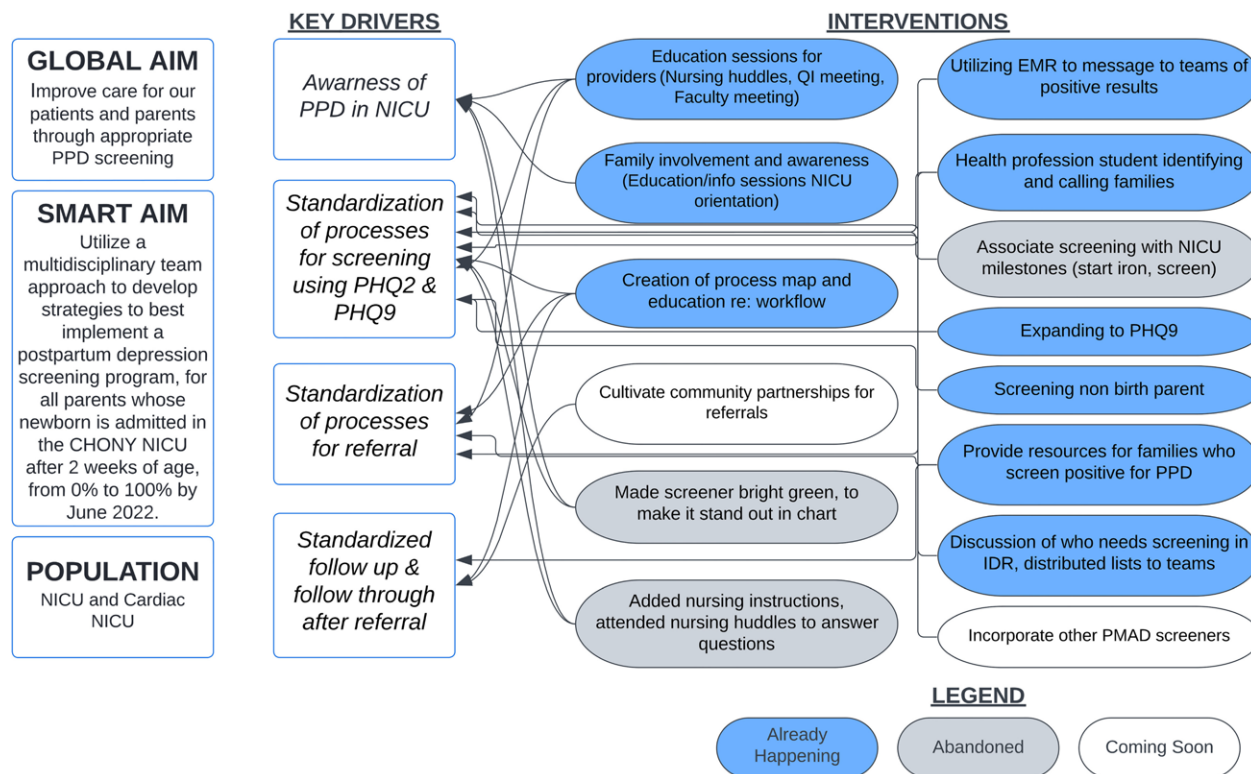 KEY DRIVERS
INTERVENTIONS
GLOBAL AIM
Improve care for our
patients and parents
through appropriate
PPD screening
SMART AIM
Utilize a
multidisciplinary team
approach to develop
strategies to best
implement a
postpartum depression
screening program, for
all parents whose
newborn is admitted in
the CHONY NICU
after 2 weeks of age,
from 0% to 100% by
June 2022.
POPULATION
NICU and Cardiac
NICU
Awarness of
PPD in NICU
Standardization
of processes
for screening
using PHQ2 &
PHQ9
Standardization
of processes
for referral
Standardized
follow up &
follow through
after referral
Education sessions for
providers (Nursing huddles, QI meeting,
Faculty meeting)
Family involvement and awareness
(Education/info sessions NICU
orientation)
Creation of process map and
education re: workflow
Cultivate community partnerships for
referrals
Made screener bright green, to
make it stand out in chart
Added nursing instructions,
attended nursing huddles to answer
questions
Utilizing EMR to message to teams of
positive results
Health profession student identifying
and calling families
Associate screening with NICU
milestones (start iron, screen)
Expanding to PHQ9
Screening non birth parent
Provide resources for families who
screen positive for PPD
Discussion of who needs screening in
IDR, distributed lists to teams
Incorporate other PMAD screeners
LEGEND
Already
Happening
Abandoned
Coming Soon